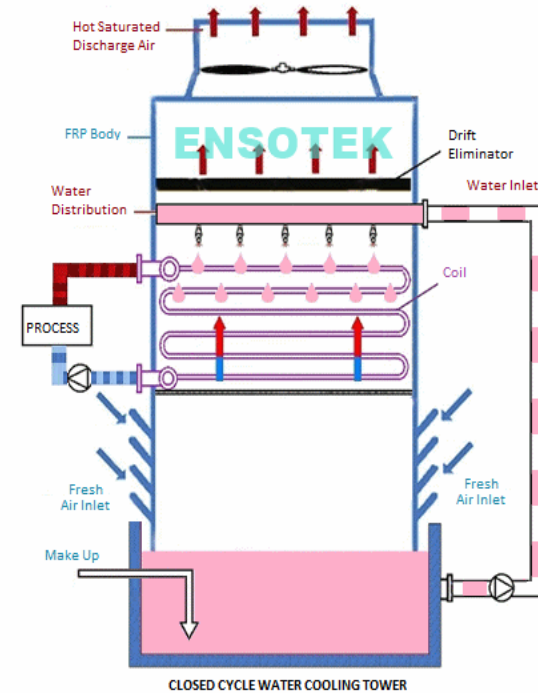 Hot Saturated
Discharge Air
FRP Body
ENSOTEK
Drift
Eliminator
Water
Distribution
Water Inlet
Coil
PROCESS
Fresh
Air Inlet
Fresh
Air Inlet
Make Up
CLOSED CYCLE WATER COOLING TOWER